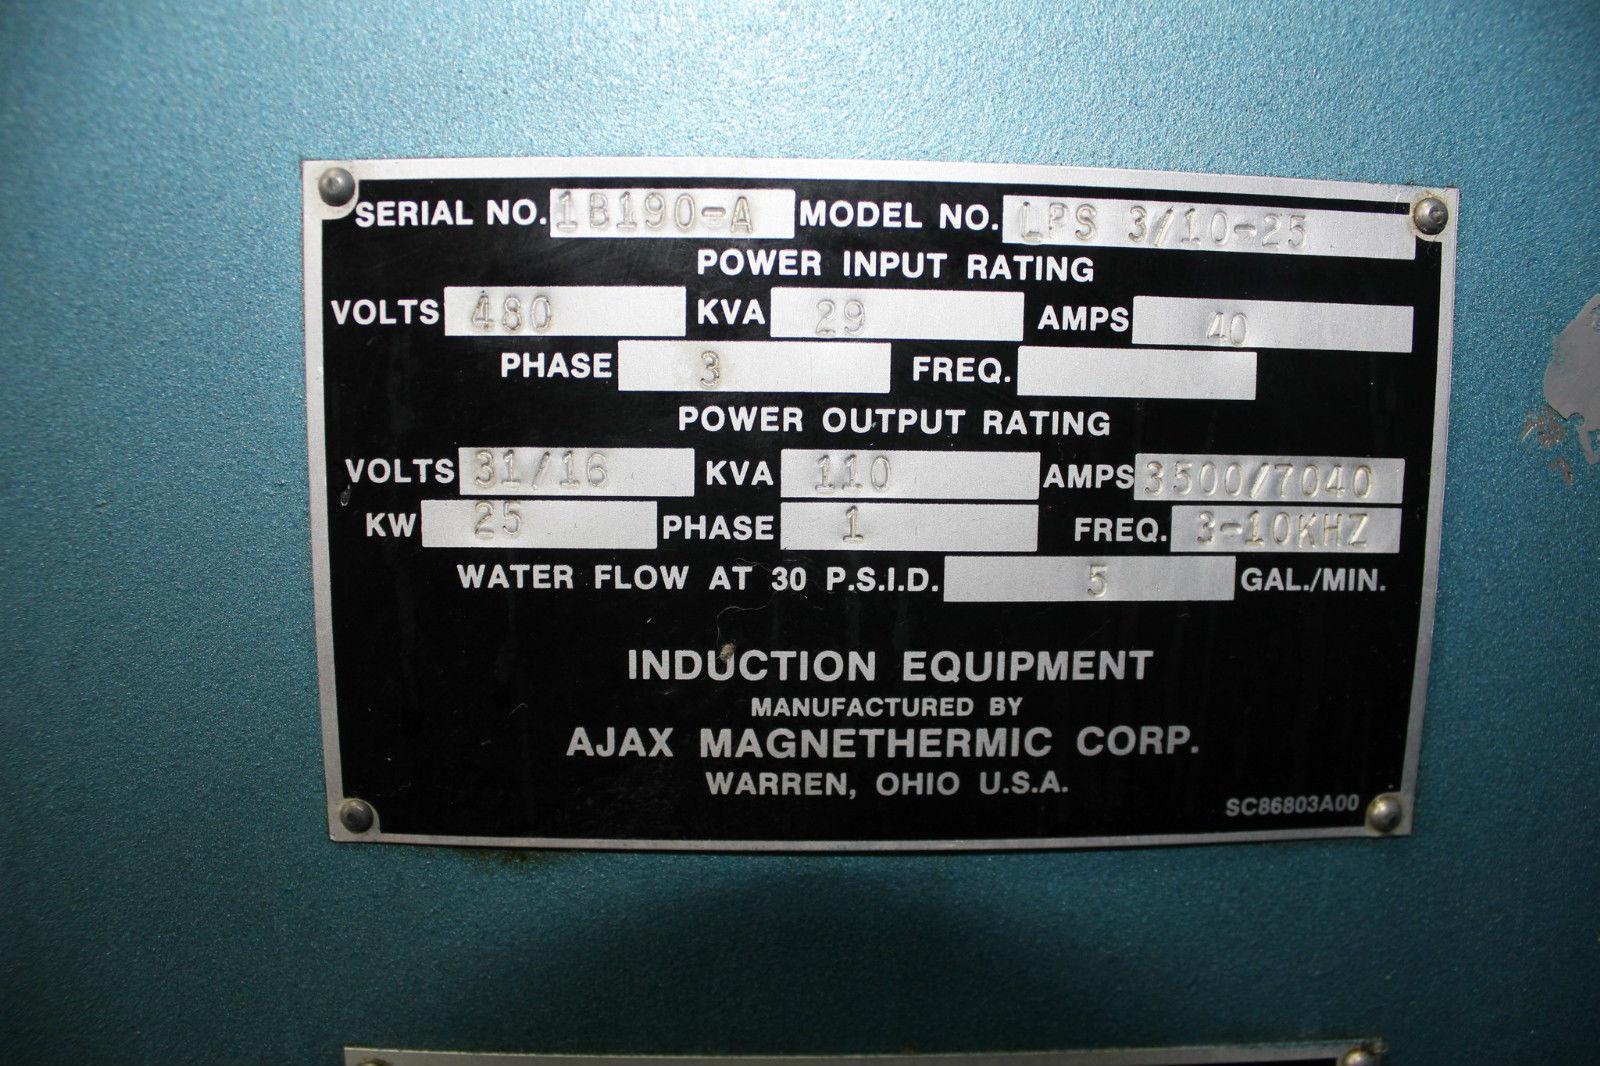 SERIAL NO. 1B190-A MODEL NO. LPS 3/10-25
POWER INPUT RATING
VOLTS 480 KVA 29 AMPS 40
PHASE 3 FREQ.
POWER OUTPUT RATING
VOLTS 31/16 KVA 110 AMPS 3500/7040
KW 25 PHASE 1 FREQ. 3-10KHZ
WATER FLOW AT 30 P.S.I.D. 5 GAL./MIN.
INDUCTION EQUIPMENT
MANUFACTURED BY
AJAX MAGNETHERMIC CORP.
WARREN, OHIO U.S.A.
SC86803A00